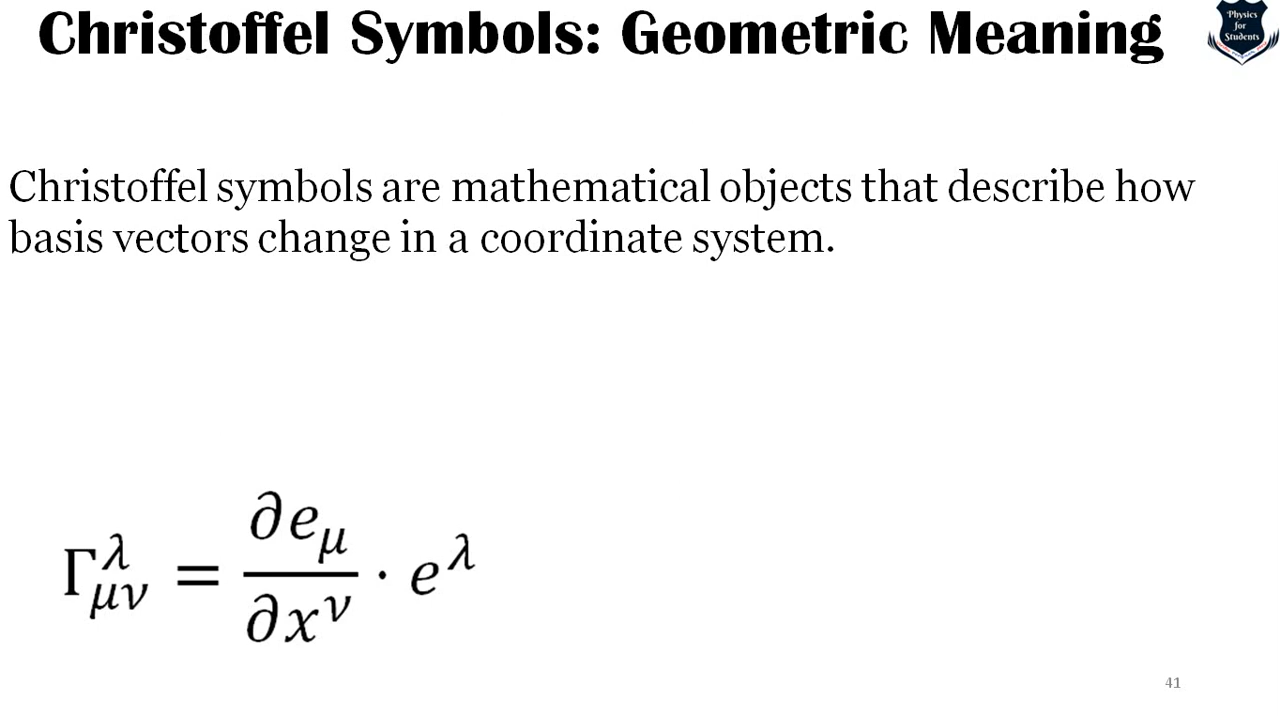 Christoffel Symbols: Geometric Meaning
Physics
for
Students
Christoffel symbols are mathematical objects that describe how
basis vectors change in a coordinate system.
Γ^λ_μν = ∂e_μ / ∂x^ν · e^λ
41